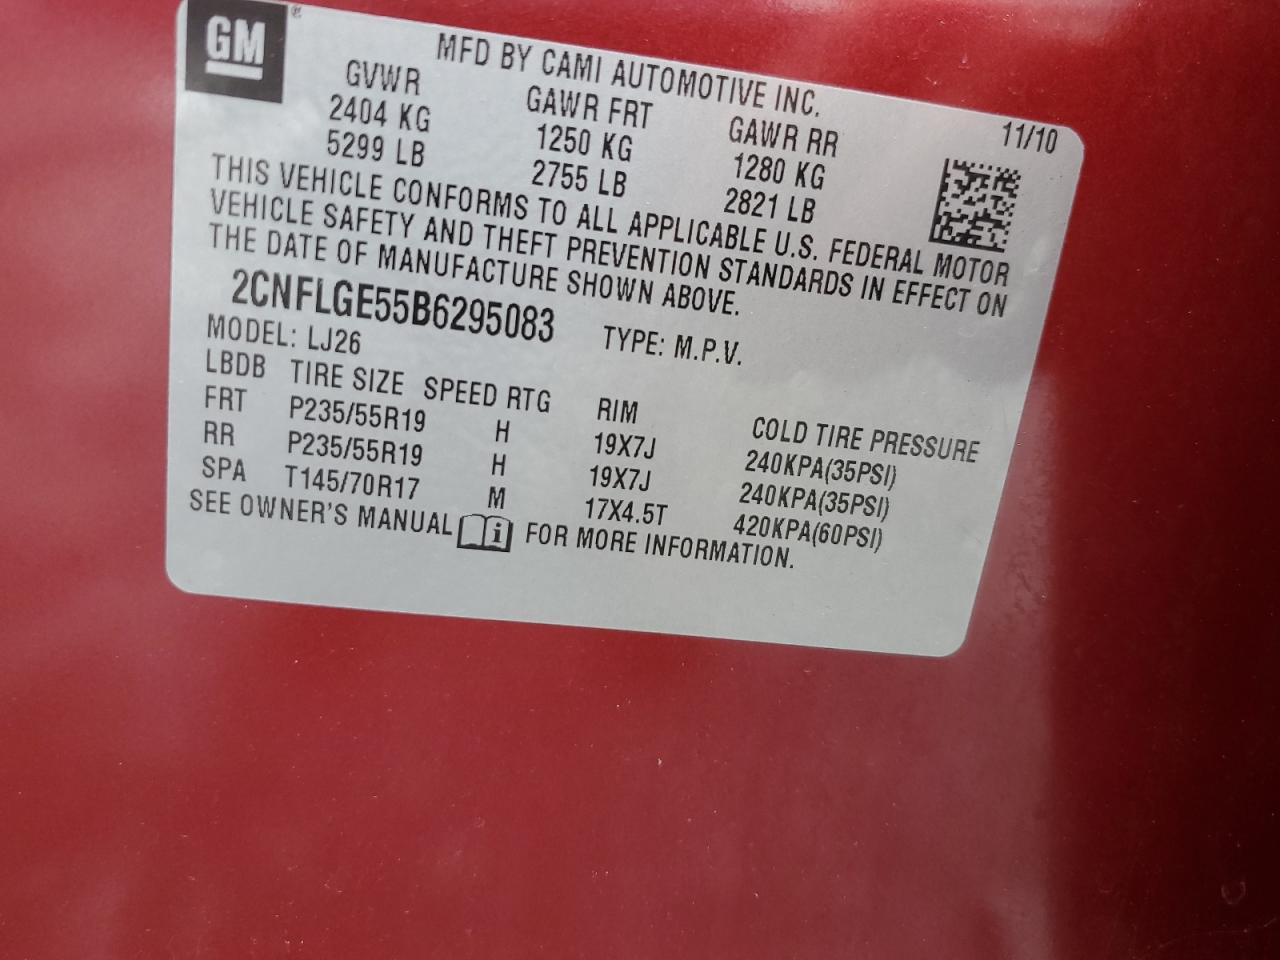 GM ®
MFD BY CAMI AUTOMOTIVE INC.
11/10
GVWR GAWR FRT GAWR RR
2404 KG 1250 KG 1280 KG
5299 LB 2755 LB 2821 LB
THIS VEHICLE CONFORMS TO ALL APPLICABLE U.S. FEDERAL MOTOR
VEHICLE SAFETY AND THEFT PREVENTION STANDARDS IN EFFECT ON
THE DATE OF MANUFACTURE SHOWN ABOVE.
2CNFLGE55B6295083 TYPE: M.P.V.
MODEL: LJ26
LBDB TIRE SIZE SPEED RTG RIM COLD TIRE PRESSURE
FRT P235/55R19 H 19X7J 240KPA(35PSI)
RR P235/55R19 H 19X7J 240KPA(35PSI)
SPA T145/70R17 M 17X4.5T 420KPA(60PSI)
SEE OWNER'S MANUAL i FOR MORE INFORMATION.